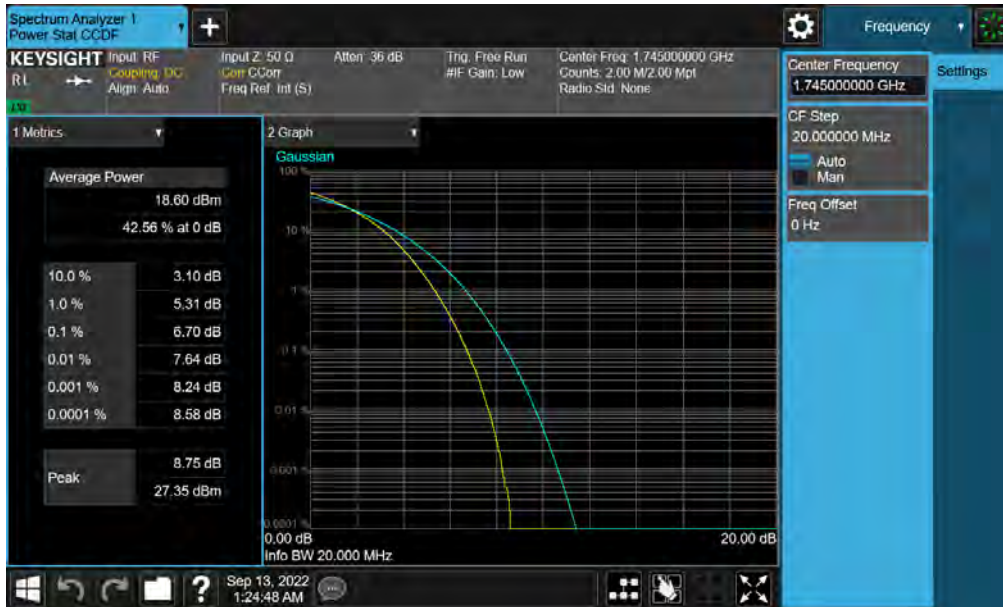 Spectrum Analyzer 1
Power Stat CCDF
Frequency
KEYSIGHT
Input: RF
Input Z: 50 Ω
Atten: 36 dB
Trig: Free Run
Center Freq: 1.745000000 GHz
RL
Coupling: DC
Corr CCorr
#IF Gain: Low
Counts: 2.00 M/2.00 Mpt
Align: Auto
Freq Ref: Int (S)
Radio Std: None
Center Frequency
1.745000000 GHz
Settings
CF Step
20.000000 MHz
Auto
Man
Freq Offset
0 Hz
1 Metrics
2 Graph
Average Power
18.60 dBm
42.56 % at 0 dB
10.0 % 3.10 dB
1.0 % 5.31 dB
0.1 % 6.70 dB
0.01 % 7.64 dB
0.001 % 8.24 dB
0.0001 % 8.58 dB
Peak
8.75 dB
27.35 dBm
Gaussian
100 %
10 %
1 %
0.1 %
0.01 %
0.001 %
0.0001 %
0.00 dB
20.00 dB
Info BW 20.000 MHz
?
Sep 13, 2022
1:24:48 AM